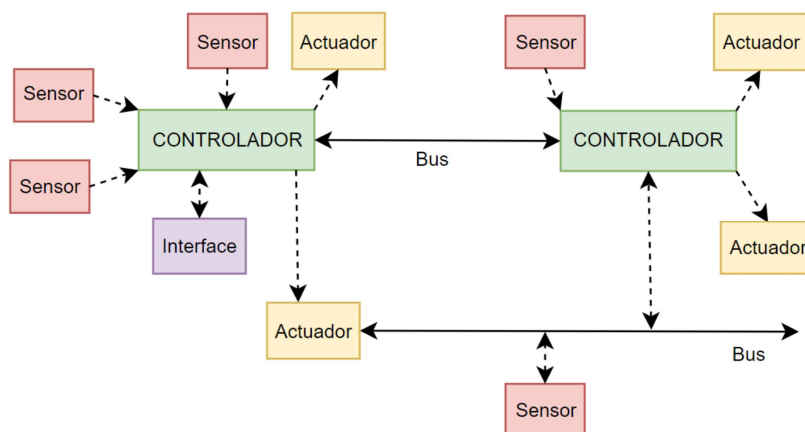 Sensor
Actuador
Sensor
Actuador
Sensor
CONTROLADOR
CONTROLADOR
Bus
Sensor
Interface
Actuador
Actuador
Bus
Sensor